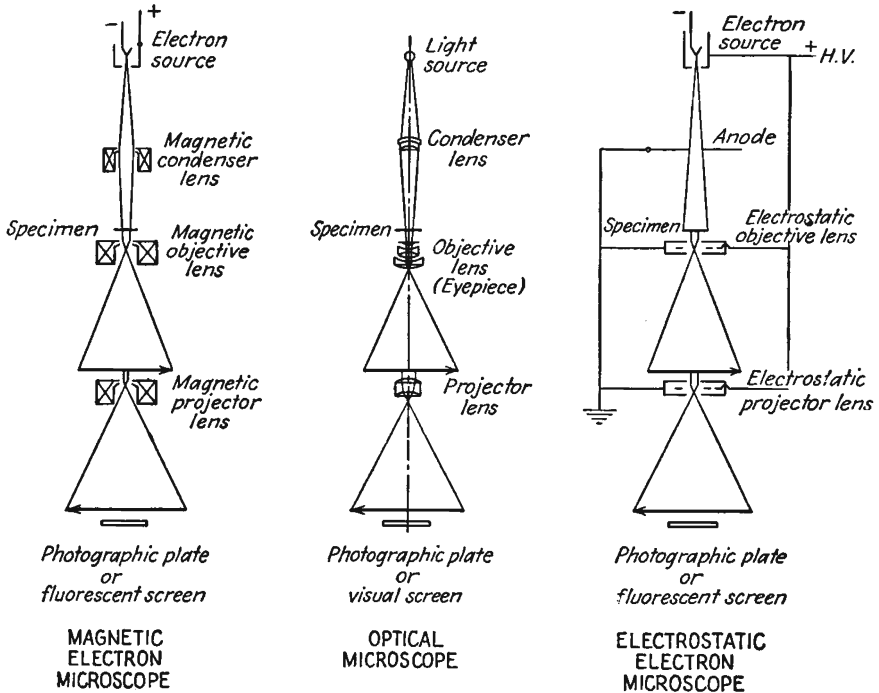 − +
Electron
source
Magnetic
condenser
lens
Specimen
Magnetic
objective
lens
Magnetic
projector
lens
Photographic plate
or
fluorescent screen
MAGNETIC
ELECTRON
MICROSCOPE
Light
source
Condenser
lens
Specimen
Objective
lens
(Eyepiece)
Projector
lens
Photographic plate
or
visual screen
OPTICAL
MICROSCOPE
−
Electron
source
+
H.V.
Anode
Specimen
Electrostatic
objective lens
Electrostatic
projector lens
Photographic plate
or
fluorescent screen
ELECTROSTATIC
ELECTRON
MICROSCOPE